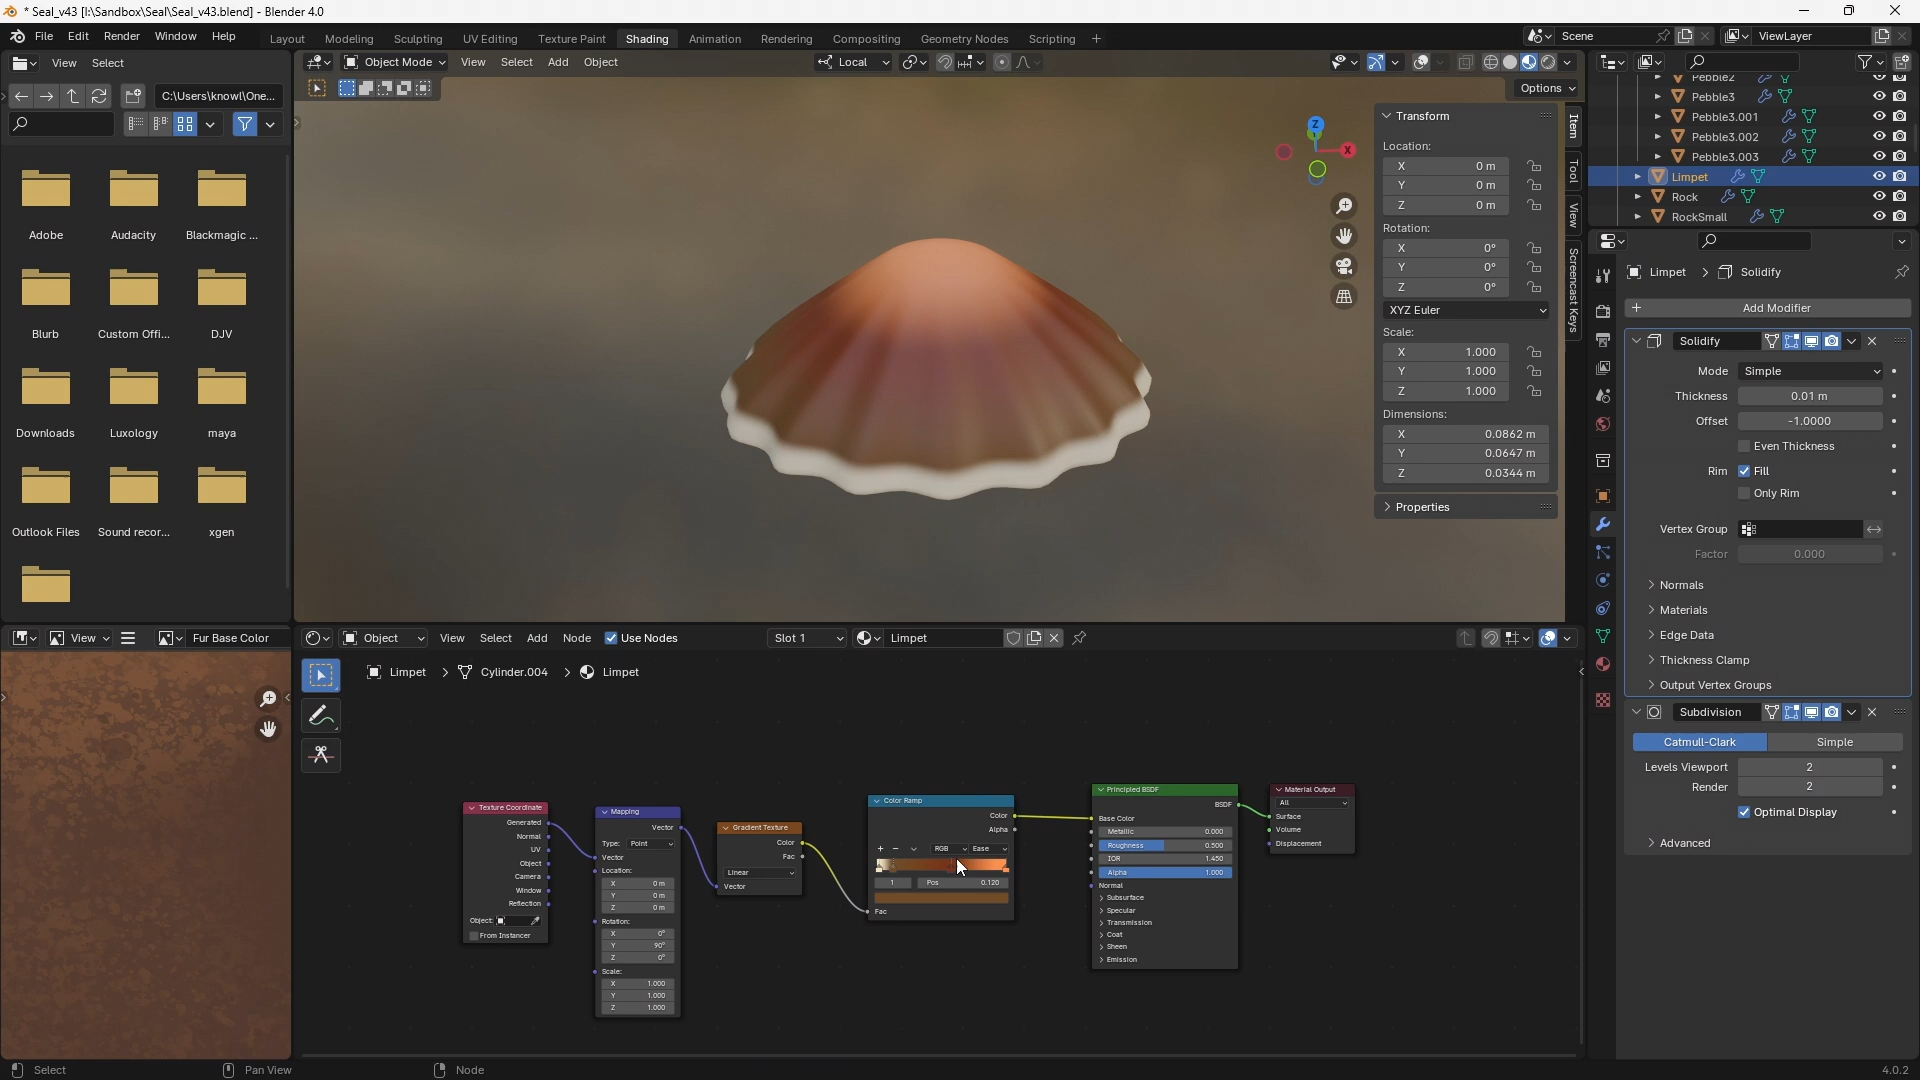 * Seal_v43 [I:\Sandbox\Seal\Seal_v43.blend] - Blender 4.0
File Edit Render Window Help
Layout Modeling Sculpting UV Editing Texture Paint Shading Animation Rendering Compositing Geometry Nodes Scripting +
Scene
ViewLayer
View Select
C:\Users\knowl\One...
Adobe Audacity Blackmagic ...
Blurb Custom Offi... DJV
Downloads Luxology maya
Outlook Files Sound recor... xgen
Object Mode View Select Add Object
Local
Options
Z
X
Transform
Location:
X 0 m
Y 0 m
Z 0 m
Rotation:
X 0°
Y 0°
Z 0°
XYZ Euler
Scale:
X 1.000
Y 1.000
Z 1.000
Dimensions:
X 0.0862 m
Y 0.0647 m
Z 0.0344 m
Properties
Item
Tool
View
Screencast Keys
Pebble2
Pebble3
Pebble3.001
Pebble3.002
Pebble3.003
Limpet
Rock
RockSmall
Limpet > Solidify
+ Add Modifier
Solidify
Mode Simple
Thickness 0.01 m
Offset -1.0000
Even Thickness
Rim Fill
Only Rim
Vertex Group
Factor 0.000
Normals
Materials
Edge Data
Thickness Clamp
Output Vertex Groups
Subdivision
Catmull-Clark Simple
Levels Viewport 2
Render 2
Optimal Display
Advanced
View Fur Base Color
Object View Select Add Node Use Nodes
Slot 1 Limpet
Limpet > Cylinder.004 > Limpet
Texture Coordinate
Generated
Normal
UV
Object
Camera
Window
Reflection
Object:
From Instancer
Mapping
Vector
Type: Point
Vector
Location:
X 0 m
Y 0 m
Z 0 m
Rotation:
X 0°
Y 90°
Z 0°
Scale:
X 1.000
Y 1.000
Z 1.000
Gradient Texture
Color
Fac
Linear
Vector
Color Ramp
Color
Alpha
+ − RGB Ease
1 Pos 0.120
Fac
Principled BSDF
BSDF
Base Color
Metallic 0.000
Roughness 0.500
IOR 1.450
Alpha 1.000
Normal
Subsurface
Specular
Transmission
Coat
Sheen
Emission
Material Output
All
Surface
Volume
Displacement
Select Pan View Node
4.0.2